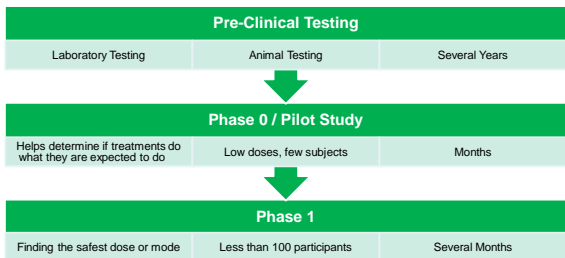 Pre-Clinical Testing
Laboratory Testing
Animal Testing
Several Years
Phase 0 / Pilot Study
Helps determine if treatments do
what they are expected to do
Low doses, few subjects
Months
Phase 1
Finding the safest dose or mode
Less than 100 participants
Several Months